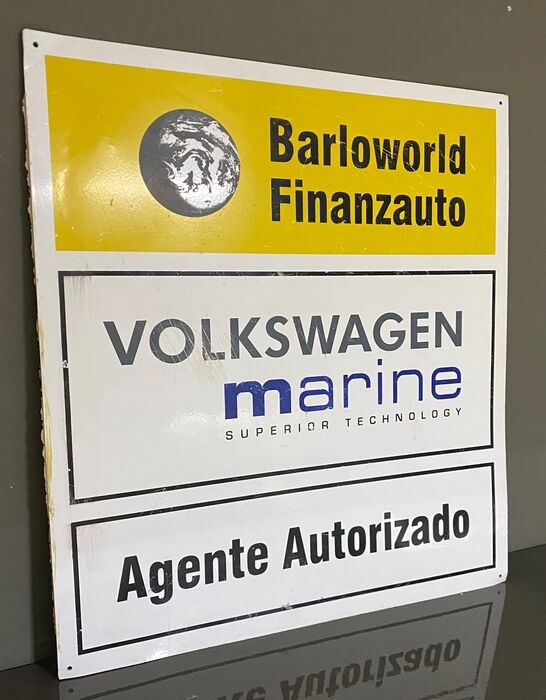 Barloworld
Finanzauto
VOLKSWAGEN
marine
SUPERIOR TECHNOLOGY
Agente Autorizado